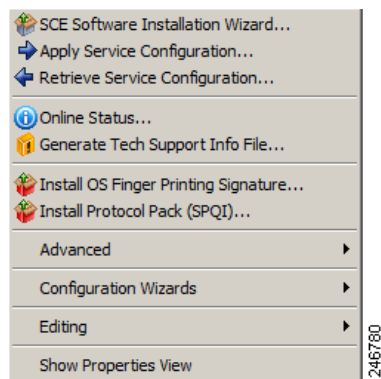 SCE Software Installation Wizard...
Apply Service Configuration...
Retrieve Service Configuration...
Online Status...
Generate Tech Support Info File...
Install OS Finger Printing Signature...
Install Protocol Pack (SPQI)...
Advanced
Configuration Wizards
Editing
Show Properties View
246780